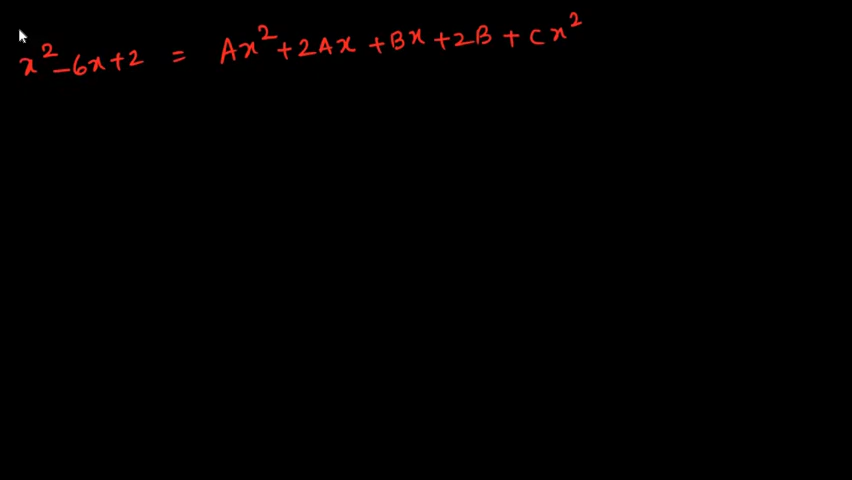 x² - 6x + 2 = Ax² + 2Ax + Bx + 2B + Cx²